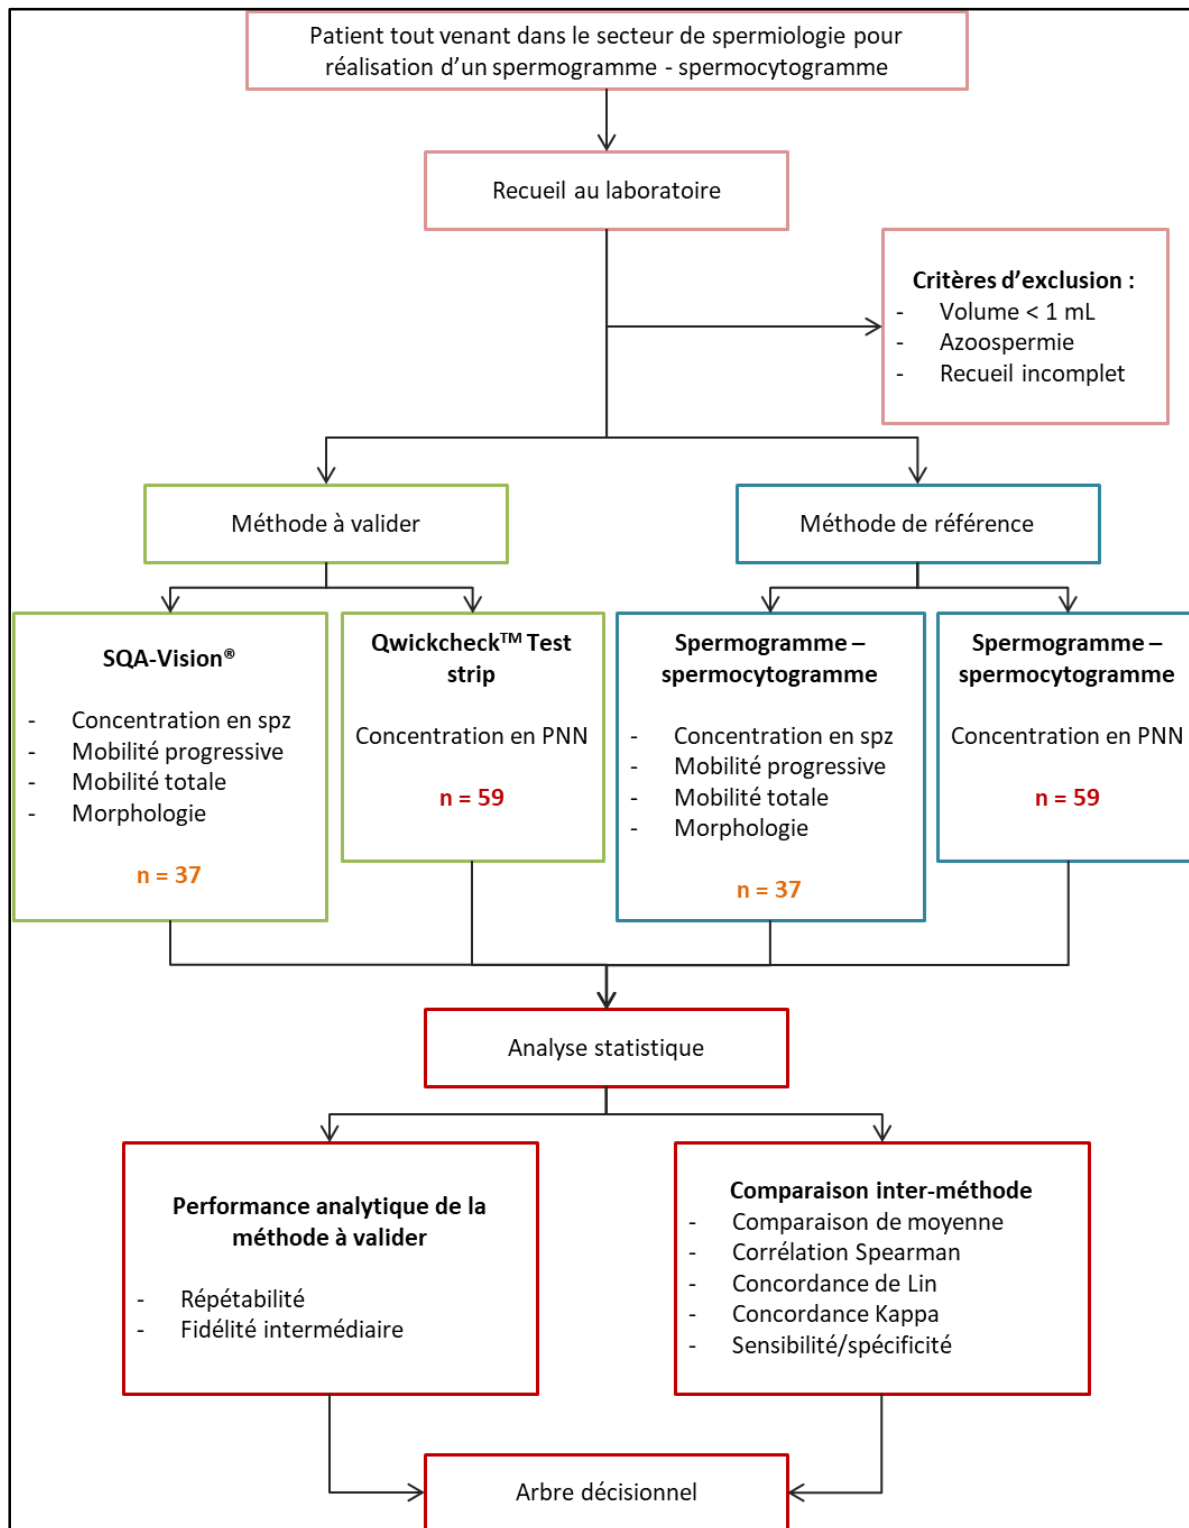 Patient tout venant dans le secteur de spermiologie pour
réalisation d’un spermogramme - spermocytogramme
Recueil au laboratoire
Critères d’exclusion :
- Volume < 1 mL
- Azoospermie
- Recueil incomplet
Méthode à valider
Méthode de référence
SQA-Vision®
- Concentration en spz
- Mobilité progressive
- Mobilité totale
- Morphologie
n = 37
Qwickcheck™ Test
strip
Concentration en PNN
n = 59
Spermogramme –
spermocytogramme
- Concentration en spz
- Mobilité progressive
- Mobilité totale
- Morphologie
n = 37
Spermogramme –
spermocytogramme
Concentration en PNN
n = 59
Analyse statistique
Performance analytique de la
méthode à valider
- Répétabilité
- Fidélité intermédiaire
Comparaison inter-méthode
- Comparaison de moyenne
- Corrélation Spearman
- Concordance de Lin
- Concordance Kappa
- Sensibilité/spécificité
Arbre décisionnel